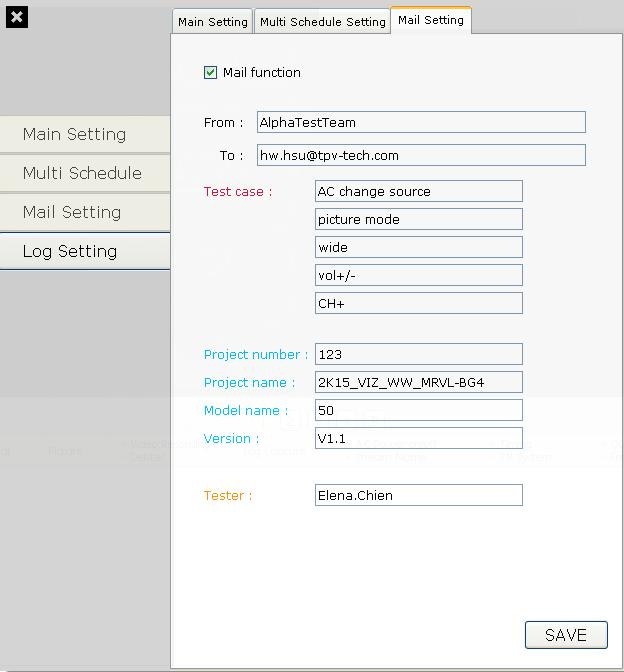 Main Setting Multi Schedule Setting Mail Setting
Mail function
From : AlphaTestTeam
To : hw.hsu@tpv-tech.com
Test case : AC change source
picture mode
wide
vol+/-
CH+
Project number : 123
Project name : 2K15_VIZ_WW_MRVL-BG4
Model name : 50
Version : V1.1
Tester : Elena.Chien
SAVE
Main Setting
Multi Schedule
Mail Setting
Log Setting